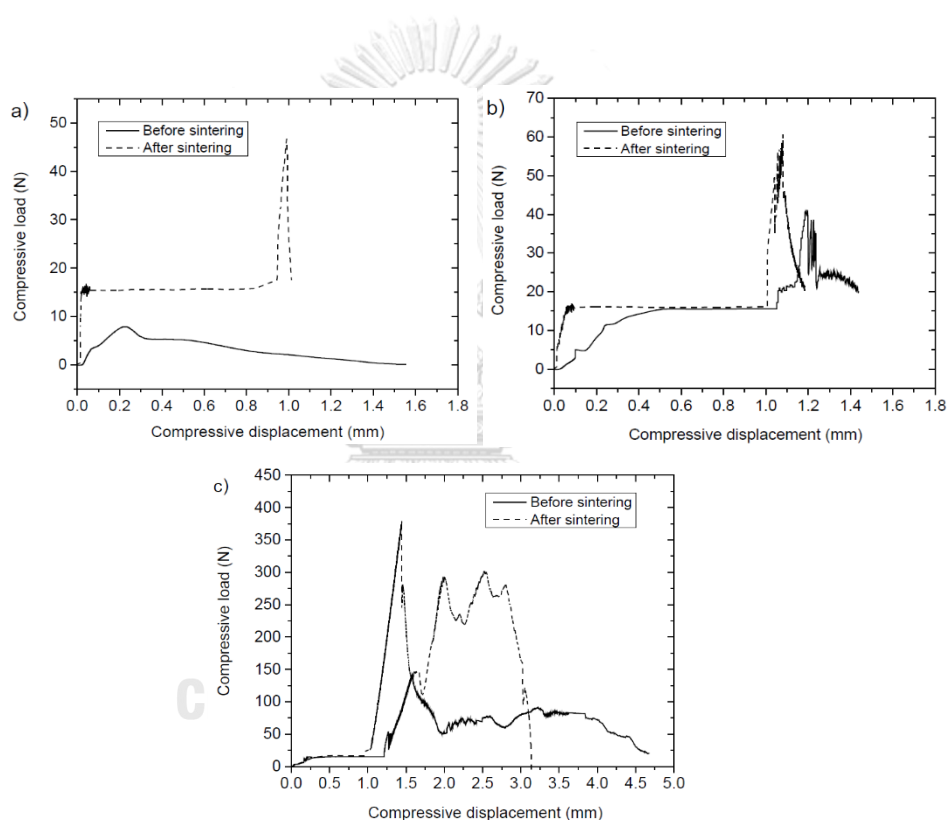 a)
50
40
30
20
10
0
Compressive load (N)
Before sintering
After sintering
0.0 0.2 0.4 0.6 0.8 1.0 1.2 1.4 1.6 1.8
Compressive displacement (mm)
b)
70
60
50
40
30
20
10
0
Compressive load (N)
Before sintering
After sintering
0.0 0.2 0.4 0.6 0.8 1.0 1.2 1.4 1.6 1.8
Compressive displacement (mm)
c)
450
400
350
300
250
200
150
100
50
0
Compressive load (N)
Before sintering
After sintering
0.0 0.5 1.0 1.5 2.0 2.5 3.0 3.5 4.0 4.5 5.0
Compressive displacement (mm)
C